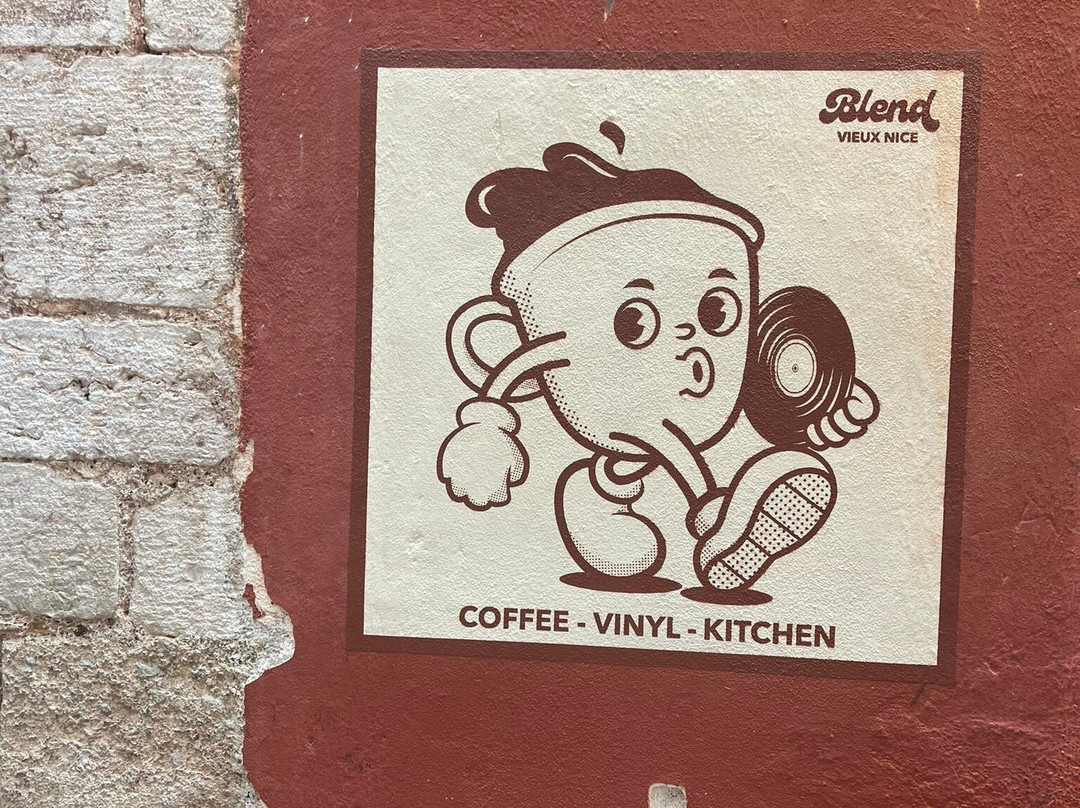 Blend
VIEUX NICE
COFFEE - VINYL - KITCHEN